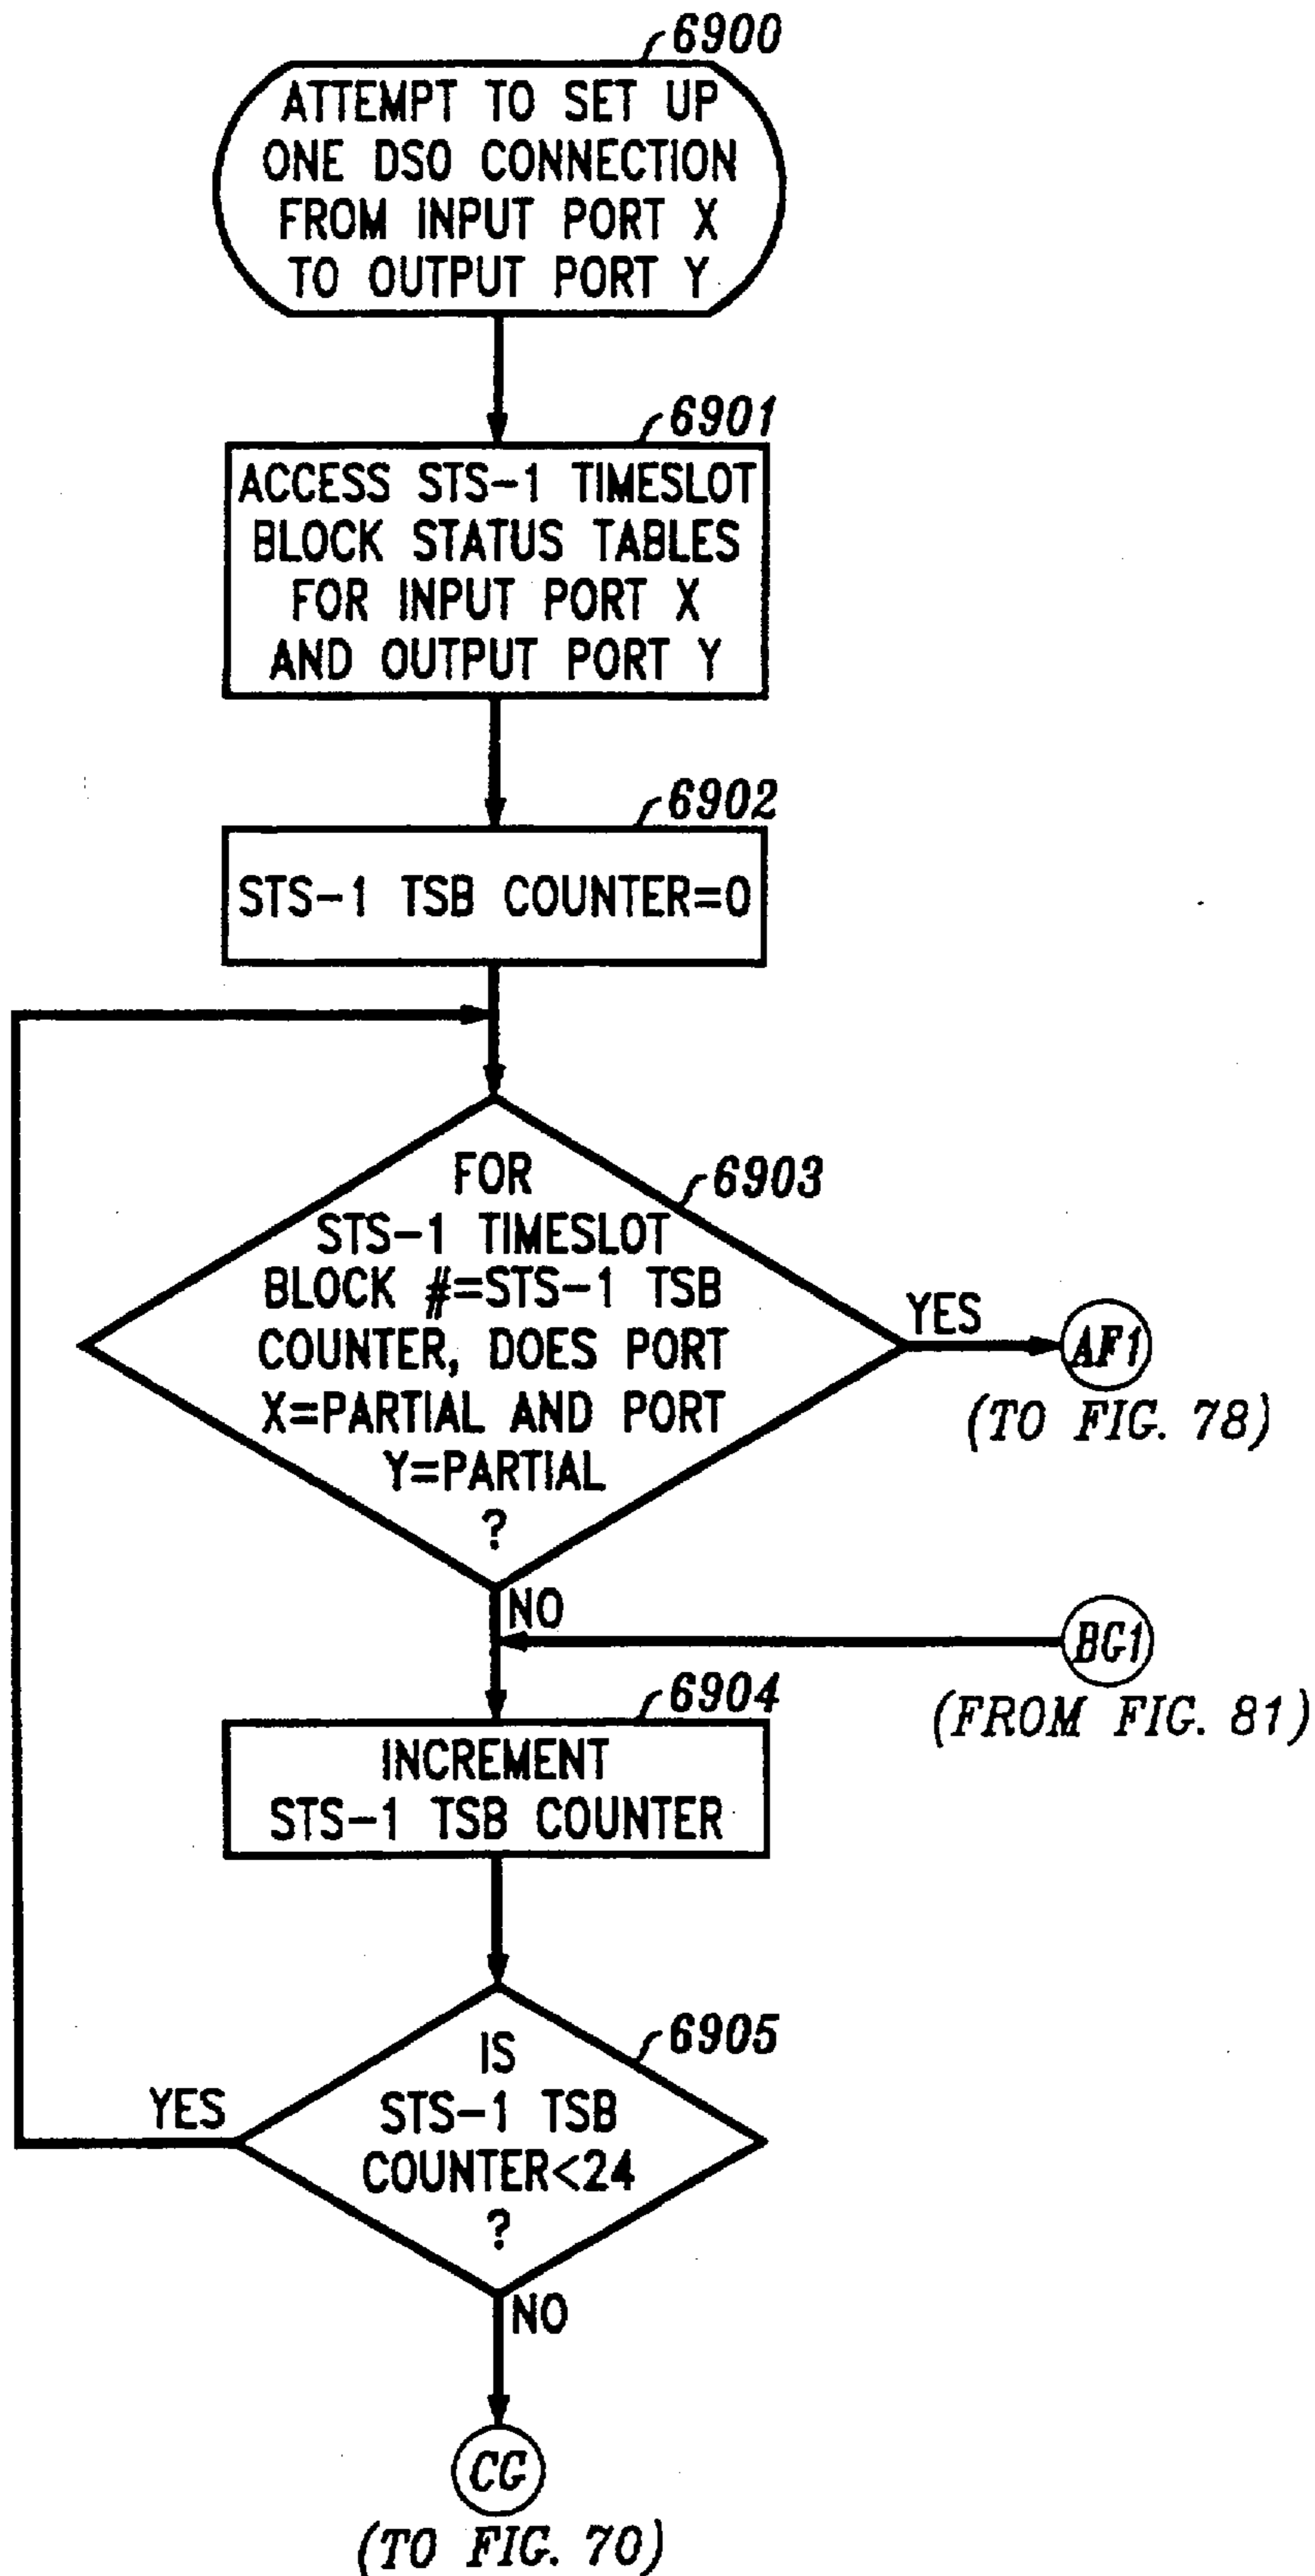 6900
ATTEMPT TO SET UP
ONE DS0 CONNECTION
FROM INPUT PORT X
TO OUTPUT PORT Y
6901
ACCESS STS-1 TIMESLOT
BLOCK STATUS TABLES
FOR INPUT PORT X
AND OUTPUT PORT Y
6902
STS-1 TSB COUNTER=0
6903
FOR
STS-1 TIMESLOT
BLOCK #=STS-1 TSB
COUNTER, DOES PORT
X=PARTIAL AND PORT
Y=PARTIAL
?
YES
AF1
(TO FIG. 78)
NO
BG1
(FROM FIG. 81)
6904
INCREMENT
STS-1 TSB COUNTER
6905
IS
STS-1 TSB
COUNTER<24
?
YES
NO
CG
(TO FIG. 70)